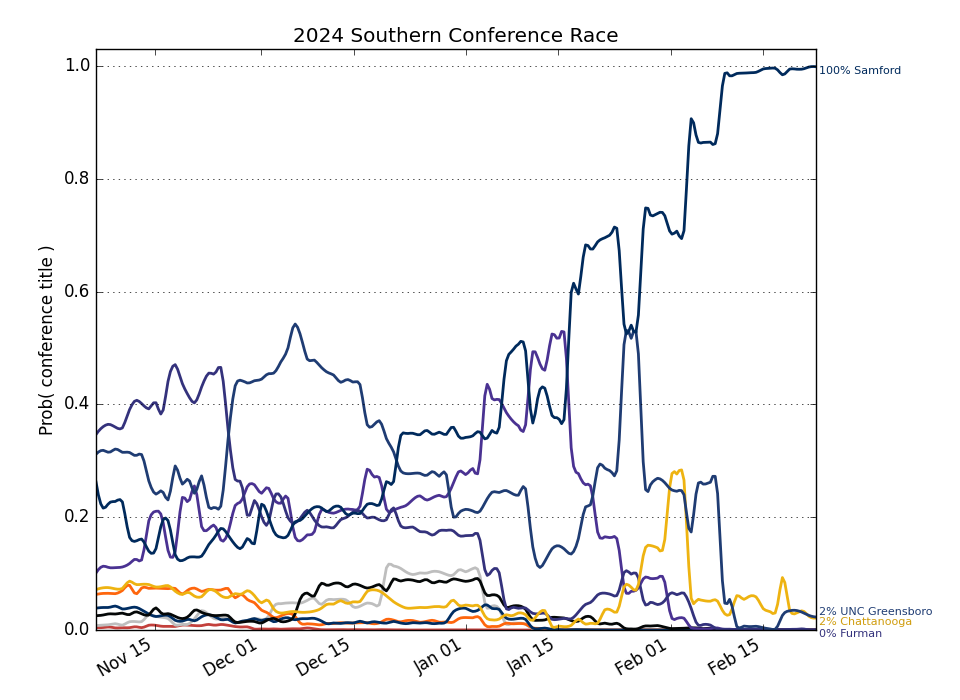 2024 Southern Conference Race
Prob( conference title )
1.0
0.8
0.6
0.4
0.2
0.0
Nov 15
Dec 01
Dec 15
Jan 01
Jan 15
Feb 01
Feb 15
100% Samford
2% UNC Greensboro
2% Chattanooga
0% Furman